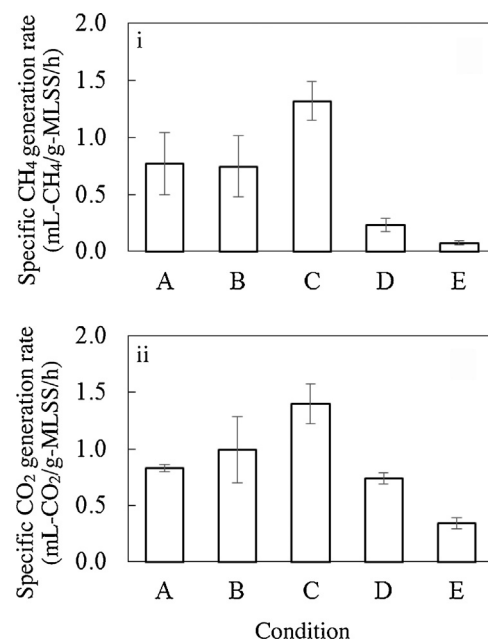 Specific CH₄ generation rate
(mL-CH₄/g-MLSS/h)
i
2.0
1.5
1.0
0.5
0.0
A B C D E
Specific CO₂ generation rate
(mL-CO₂/g-MLSS/h)
ii
2.0
1.5
1.0
0.5
0.0
A B C D E
Condition